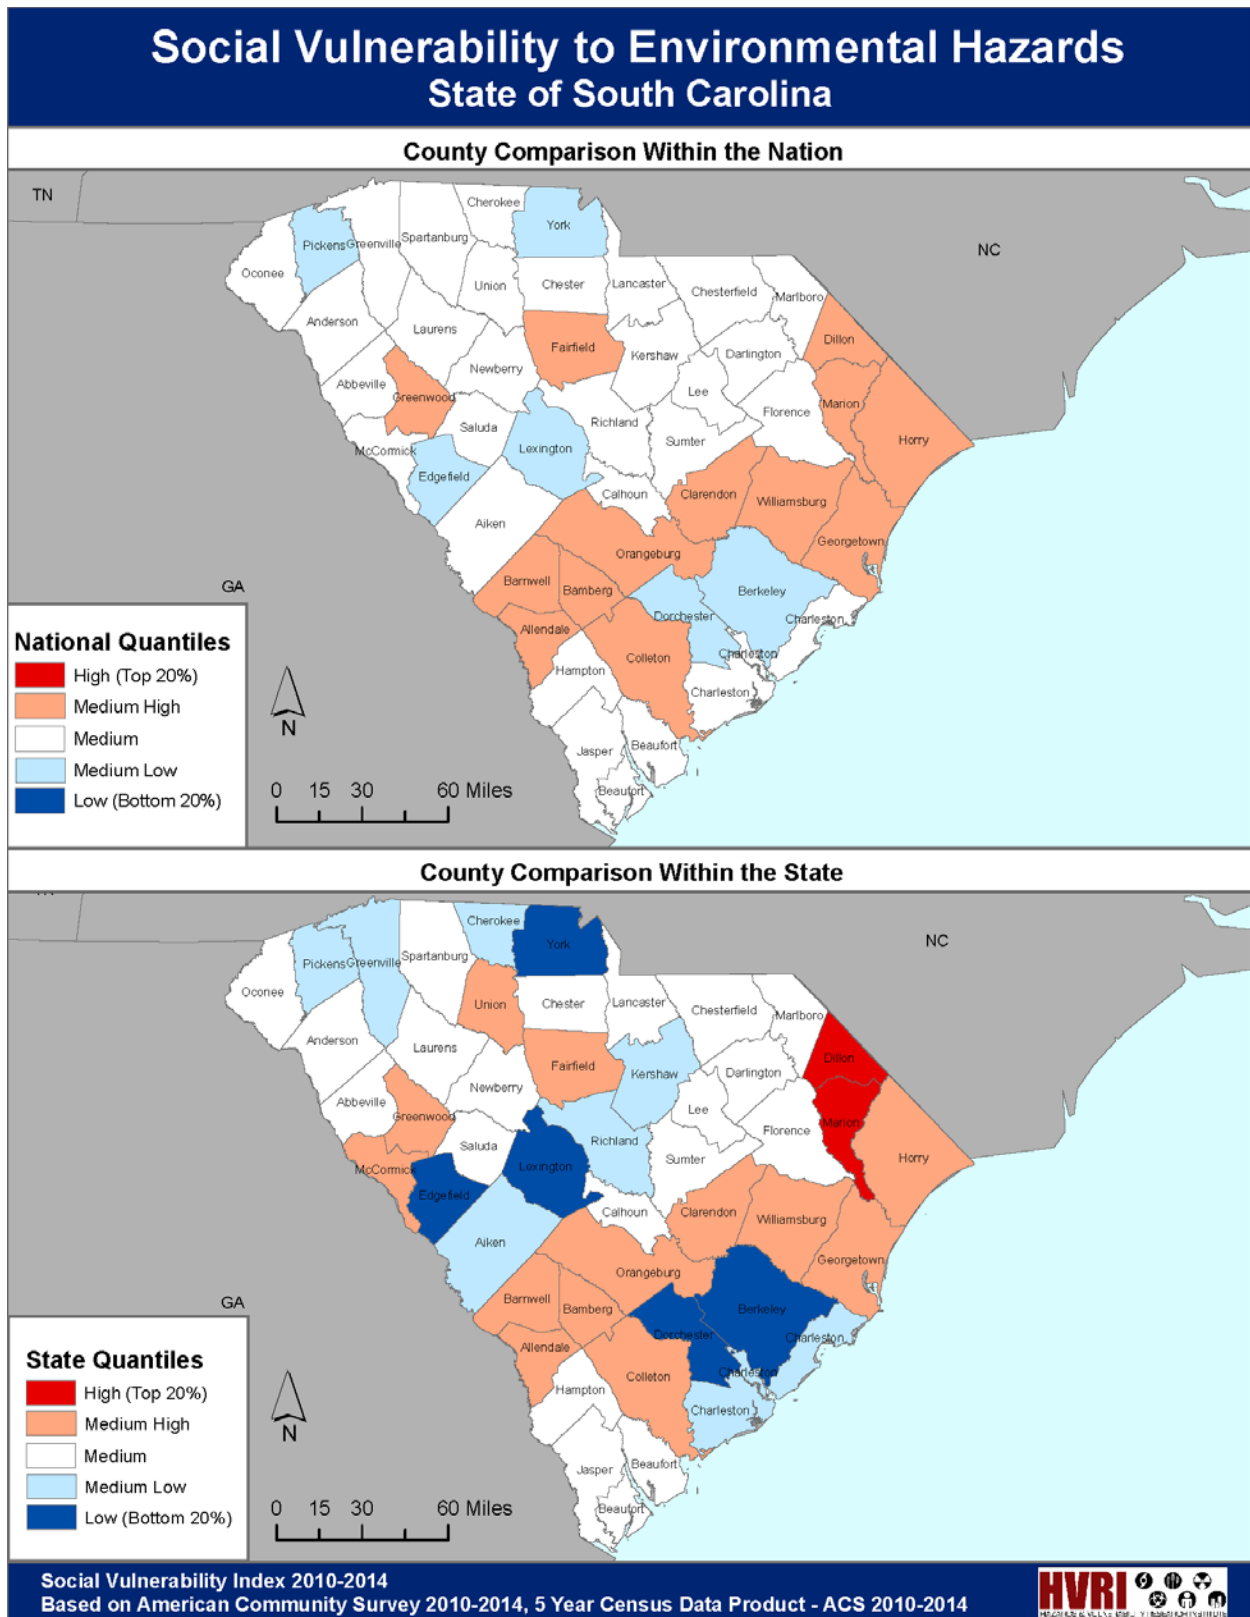 Social Vulnerability to Environmental Hazards
State of South Carolina
County Comparison Within the Nation
TN
NC
GA
Cherokee
York
Pickens
Greenville
Spartanburg
Oconee
Union
Chester
Lancaster
Chesterfield
Marlboro
Anderson
Laurens
Fairfield
Kershaw
Darlington
Dillon
Newberry
Abbeville
Greenwood
Lee
Florence
Marion
Saluda
Richland
Sumter
Horry
McCormick
Lexington
Edgefield
Calhoun
Clarendon
Williamsburg
Aiken
Orangeburg
Georgetown
Barnwell
Bamberg
Berkeley
Dorchester
Charleston
Allendale
Charleston
Colleton
Hampton
Charleston
Jasper
Beaufort
Beaufort
National Quantiles
High (Top 20%)
Medium High
Medium
Medium Low
Low (Bottom 20%)
N
0 15 30 60 Miles
County Comparison Within the State
NC
GA
Cherokee
York
Pickens
Greenville
Spartanburg
Oconee
Union
Chester
Lancaster
Chesterfield
Marlboro
Anderson
Laurens
Fairfield
Kershaw
Darlington
Dillon
Newberry
Abbeville
Greenwood
Lee
Florence
Marion
Saluda
Richland
Sumter
Horry
McCormick
Lexington
Edgefield
Calhoun
Clarendon
Williamsburg
Aiken
Orangeburg
Georgetown
Barnwell
Bamberg
Berkeley
Dorchester
Charleston
Allendale
Charleston
Colleton
Hampton
Charleston
Jasper
Beaufort
Beaufort
State Quantiles
High (Top 20%)
Medium High
Medium
Medium Low
Low (Bottom 20%)
N
0 15 30 60 Miles
Social Vulnerability Index 2010-2014
Based on American Community Survey 2010-2014, 5 Year Census Data Product - ACS 2010-2014
HVRI